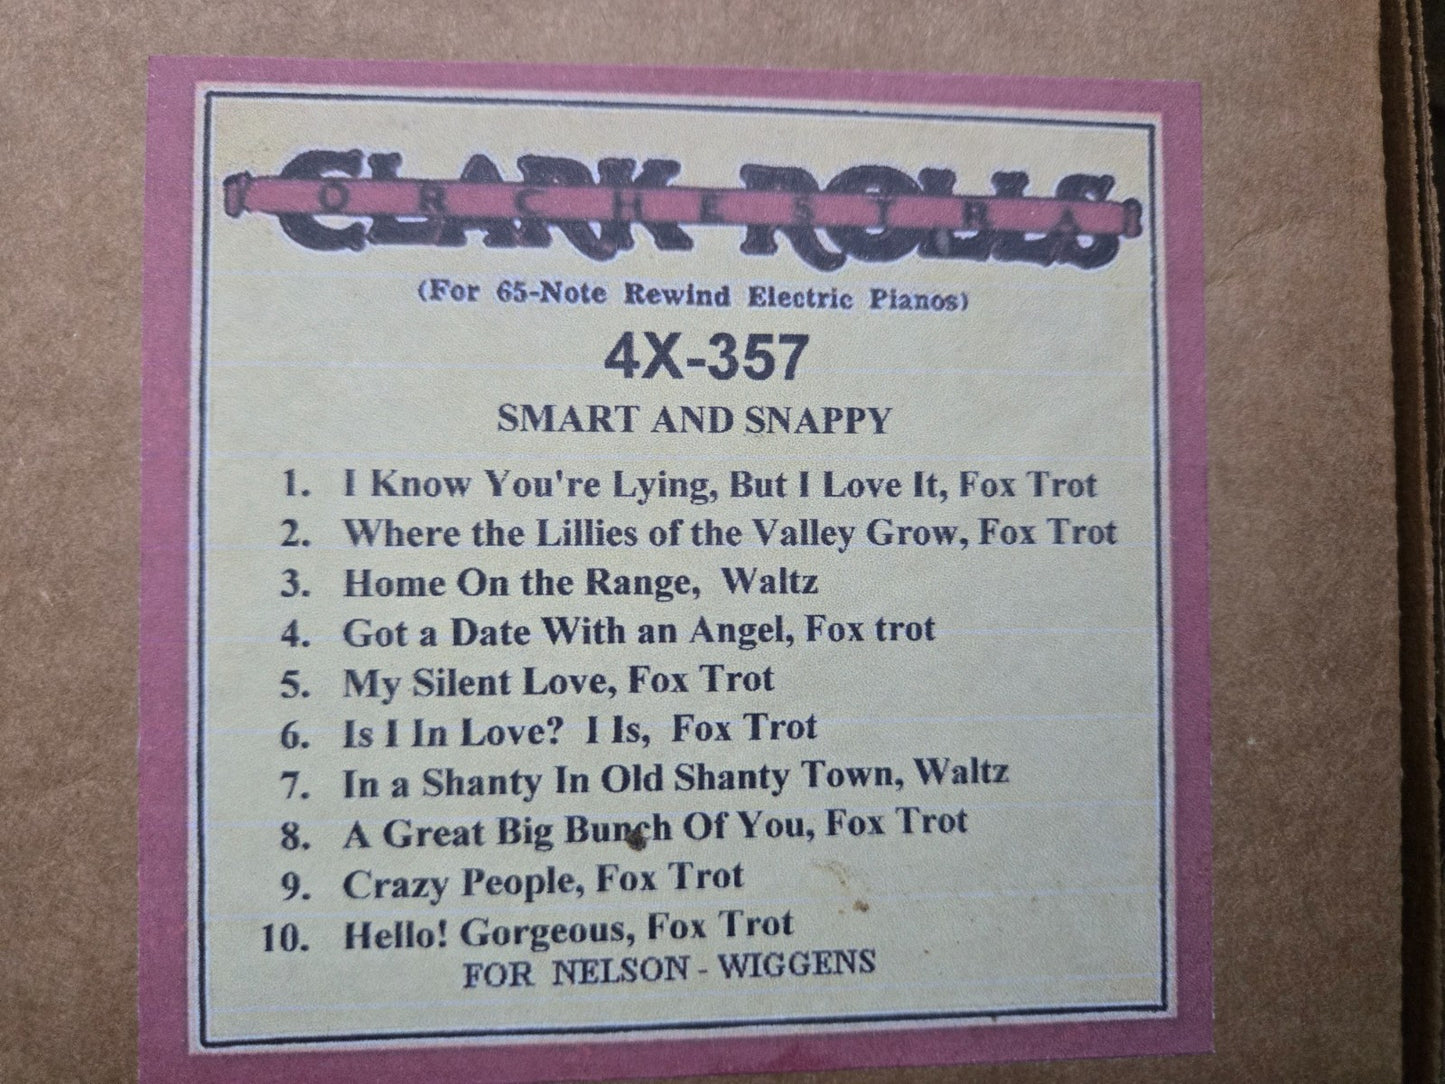 CLARK ROLLS
ORCHESTRA
(For 65-Note Rewind Electric Pianos)
4X-357
SMART AND SNAPPY
1. I Know You're Lying, But I Love It, Fox Trot
2. Where the Lillies of the Valley Grow, Fox Trot
3. Home On the Range, Waltz
4. Got a Date With an Angel, Fox trot
5. My Silent Love, Fox Trot
6. Is I In Love? I Is, Fox Trot
7. In a Shanty In Old Shanty Town, Waltz
8. A Great Big Bunch Of You, Fox Trot
9. Crazy People, Fox Trot
10. Hello! Gorgeous, Fox Trot
FOR NELSON - WIGGENS